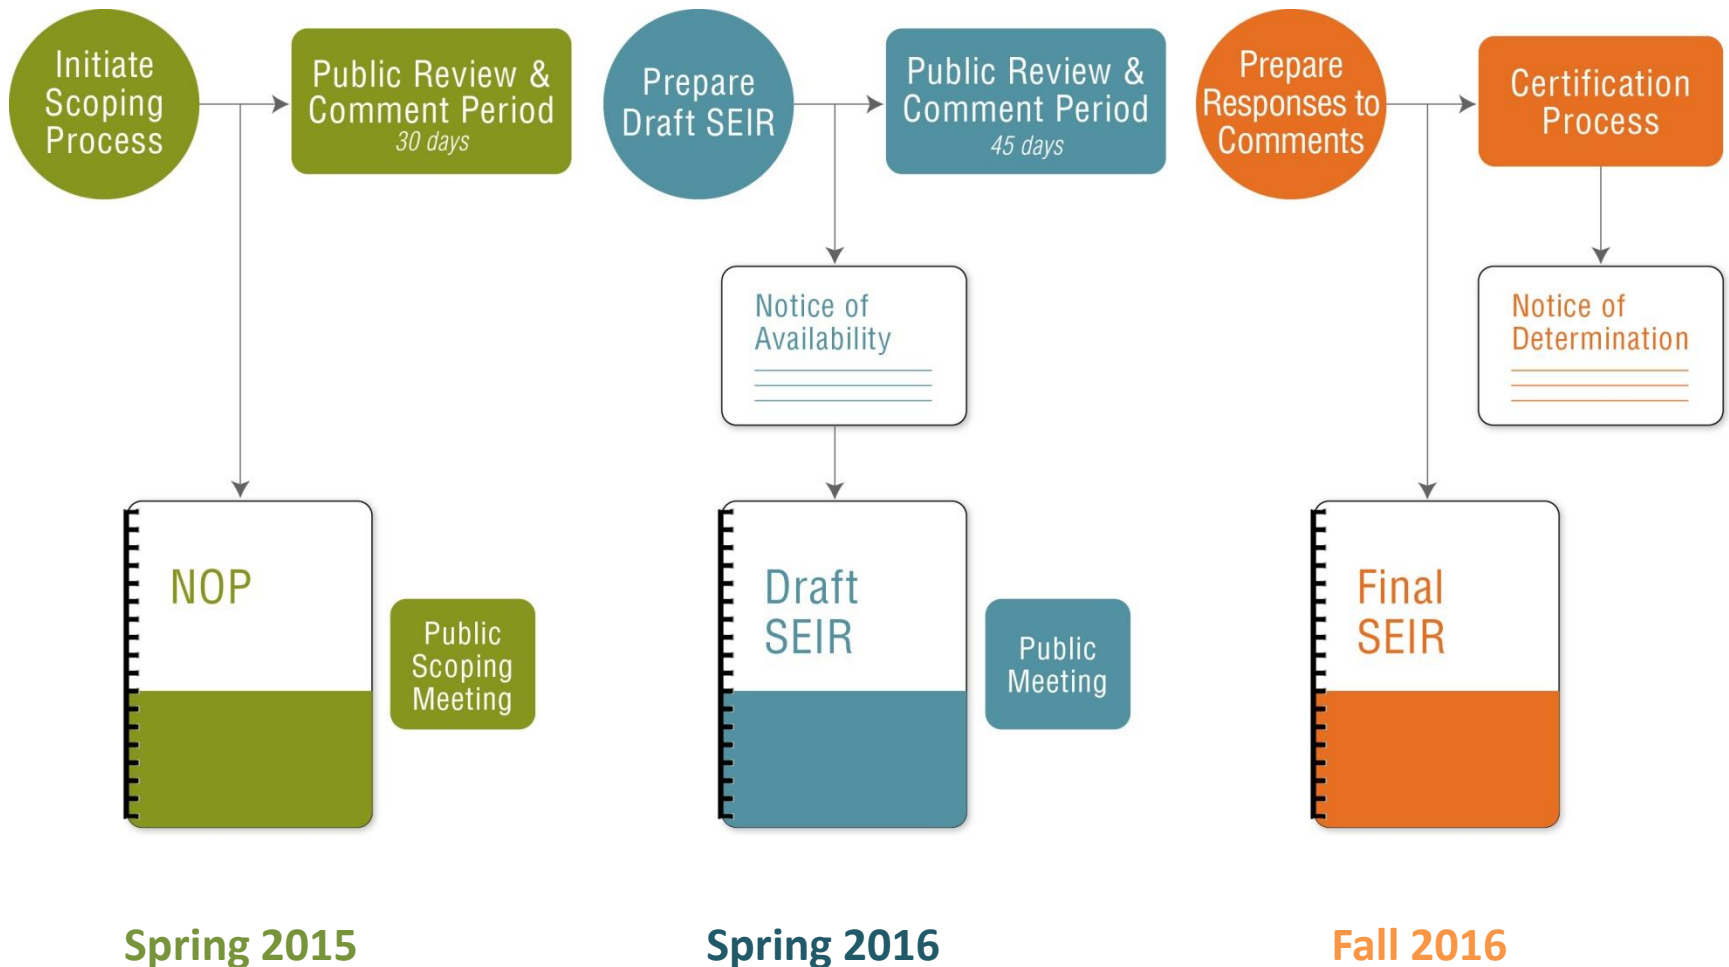 Initiate
Scoping
Process
Public Review &
Comment Period
30 days
NOP
Public
Scoping
Meeting
Spring 2015
Prepare
Draft SEIR
Public Review &
Comment Period
45 days
Notice of
Availability
Draft
SEIR
Public
Meeting
Spring 2016
Prepare
Responses to
Comments
Certification
Process
Notice of
Determination
Final
SEIR
Fall 2016